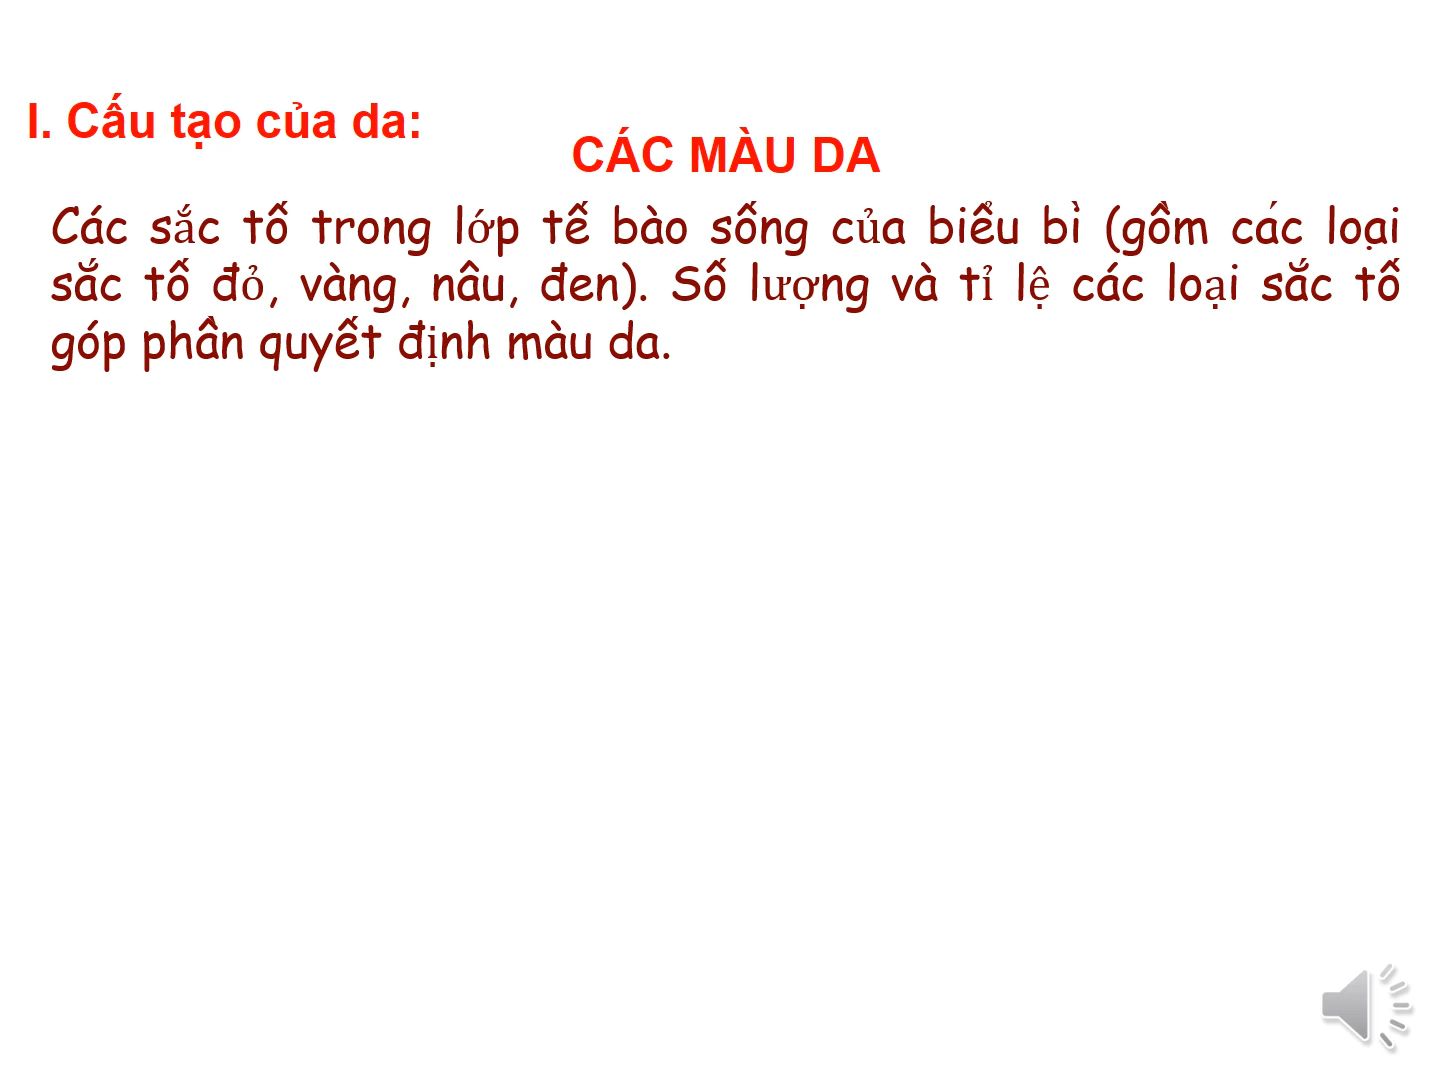 I. Cấu tạo của da:
CÁC MÀU DA
Các sắc tố trong lớp tế bào sống của biểu bì (gồm các loại
sắc tố đỏ, vàng, nâu, đen). Số lượng và tỉ lệ các loại sắc tố
góp phần quyết định màu da.